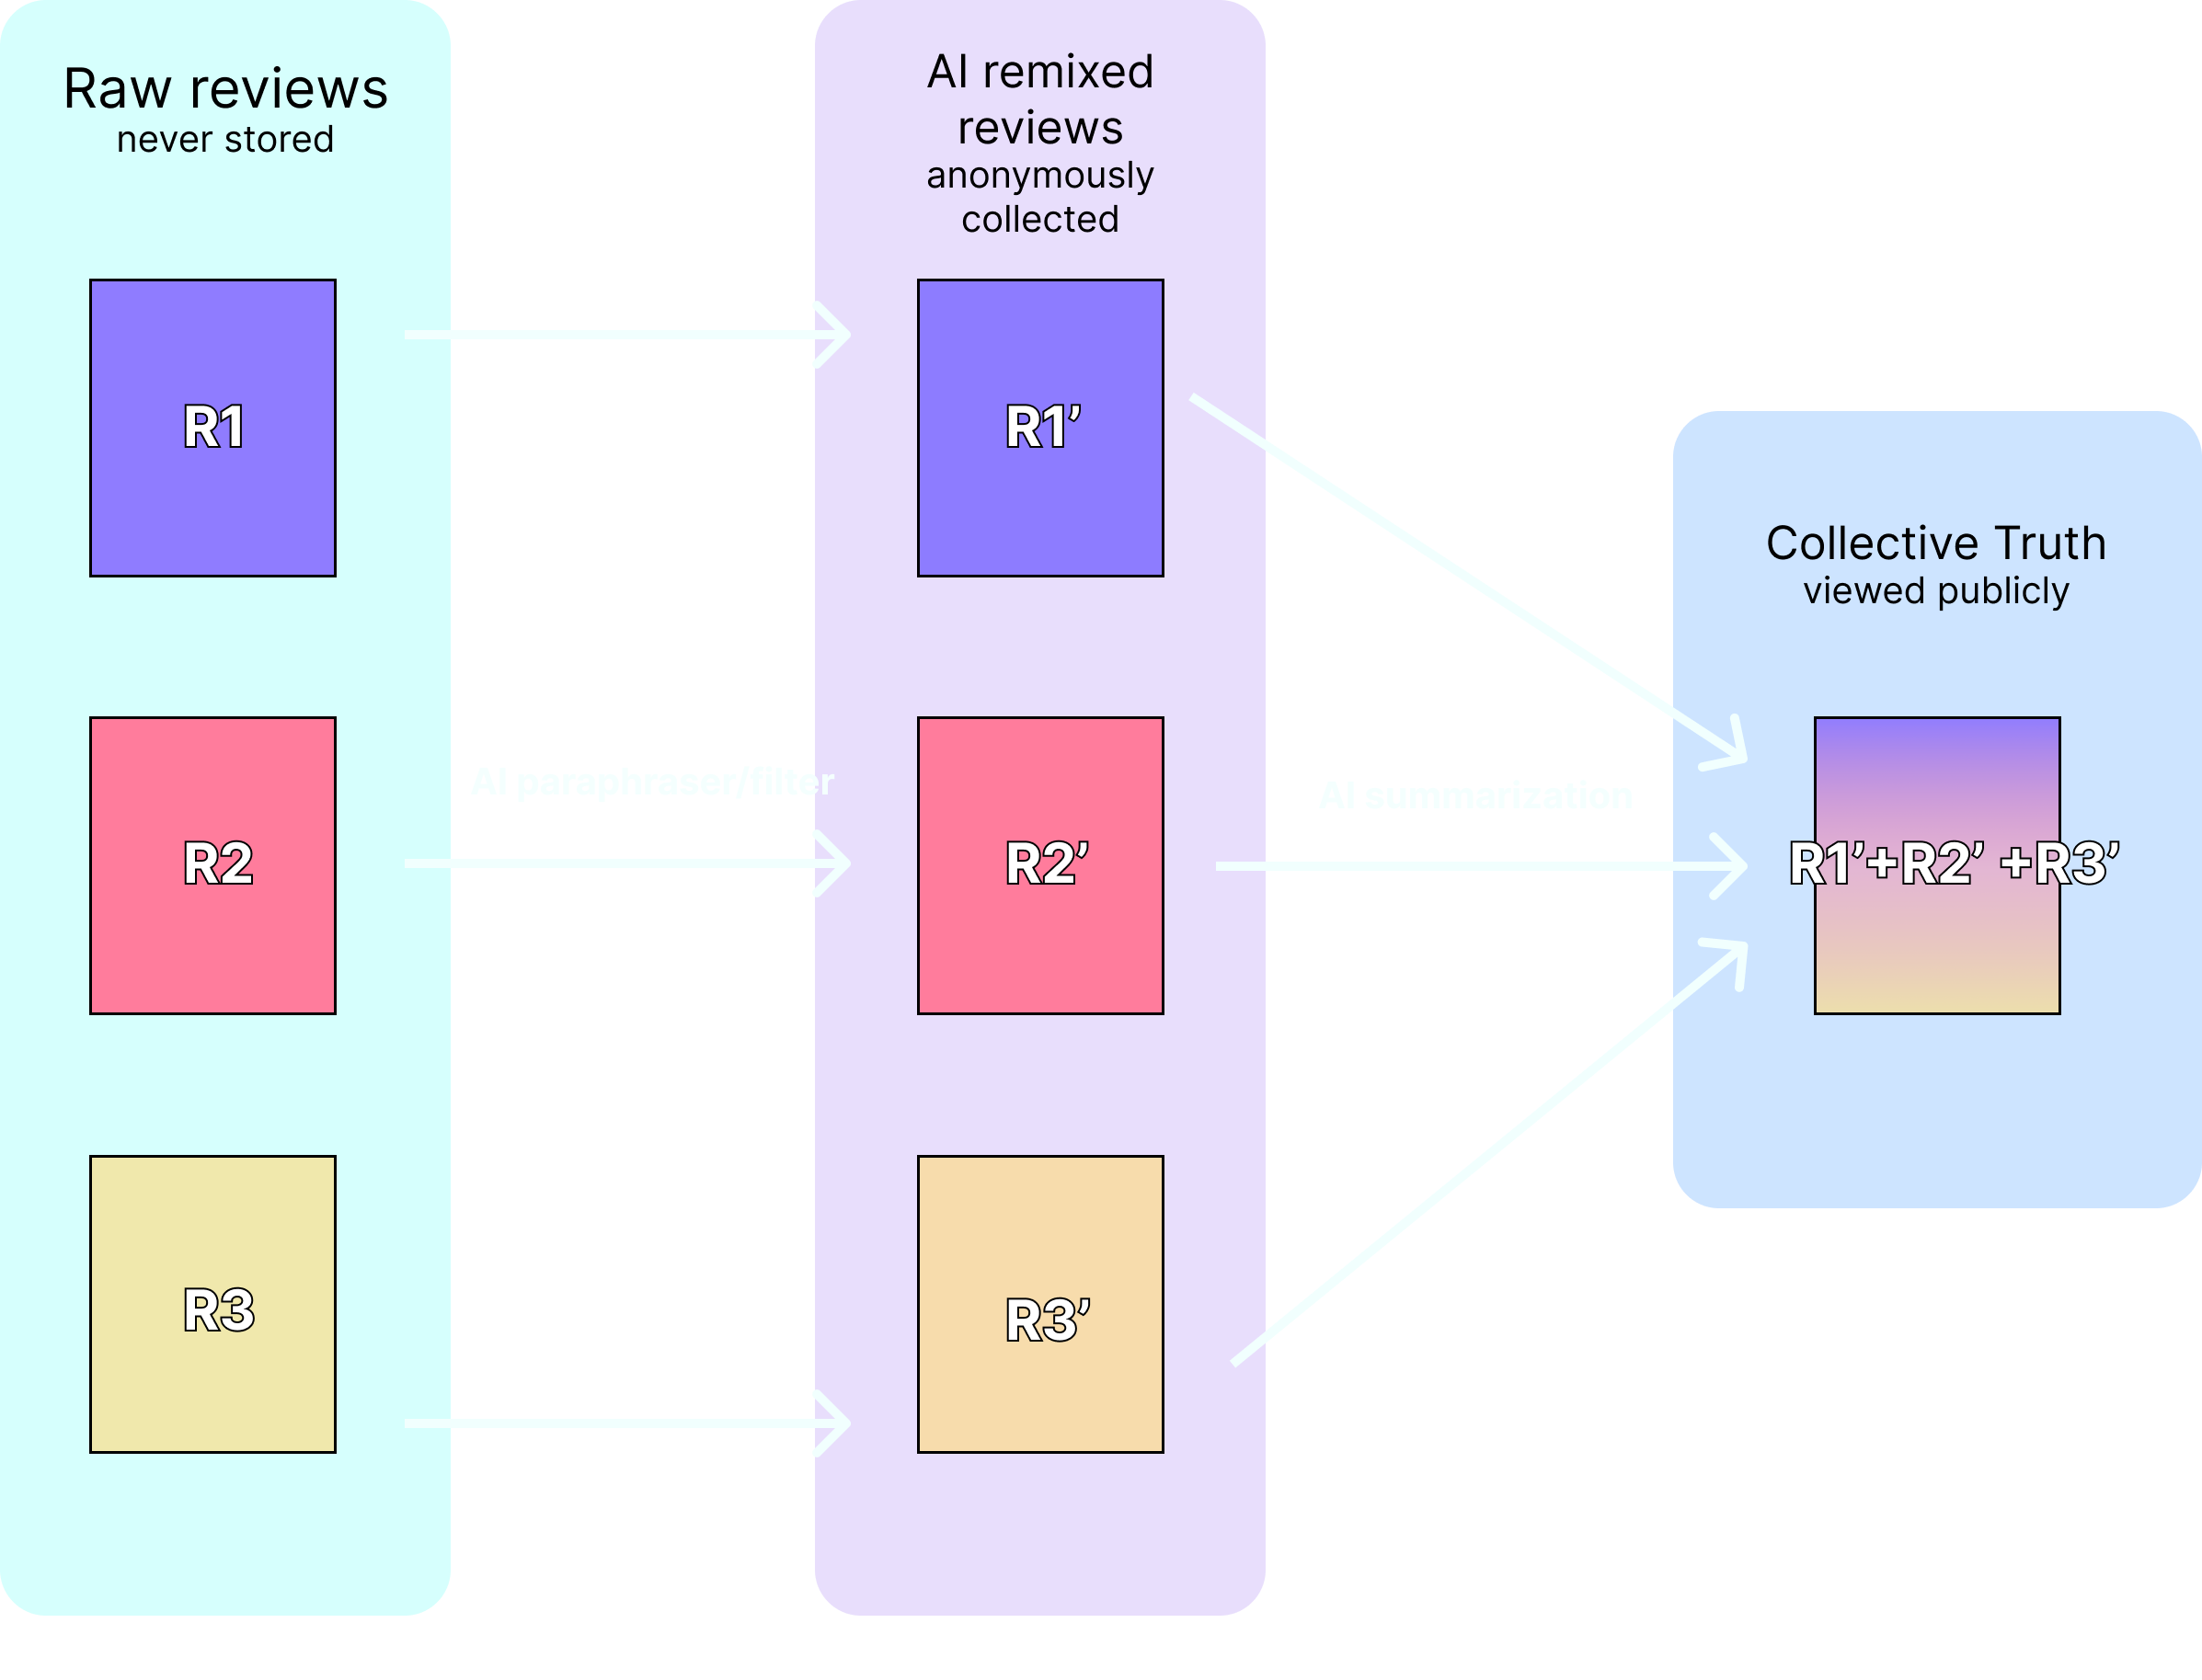 Raw reviews
never stored
AI remixed
reviews
anonymously
collected
R1
R1’
Collective Truth
viewed publicly
AI paraphraser/filter
AI summarization
R2
R2’
R1’+R2’ +R3’
R3
R3’